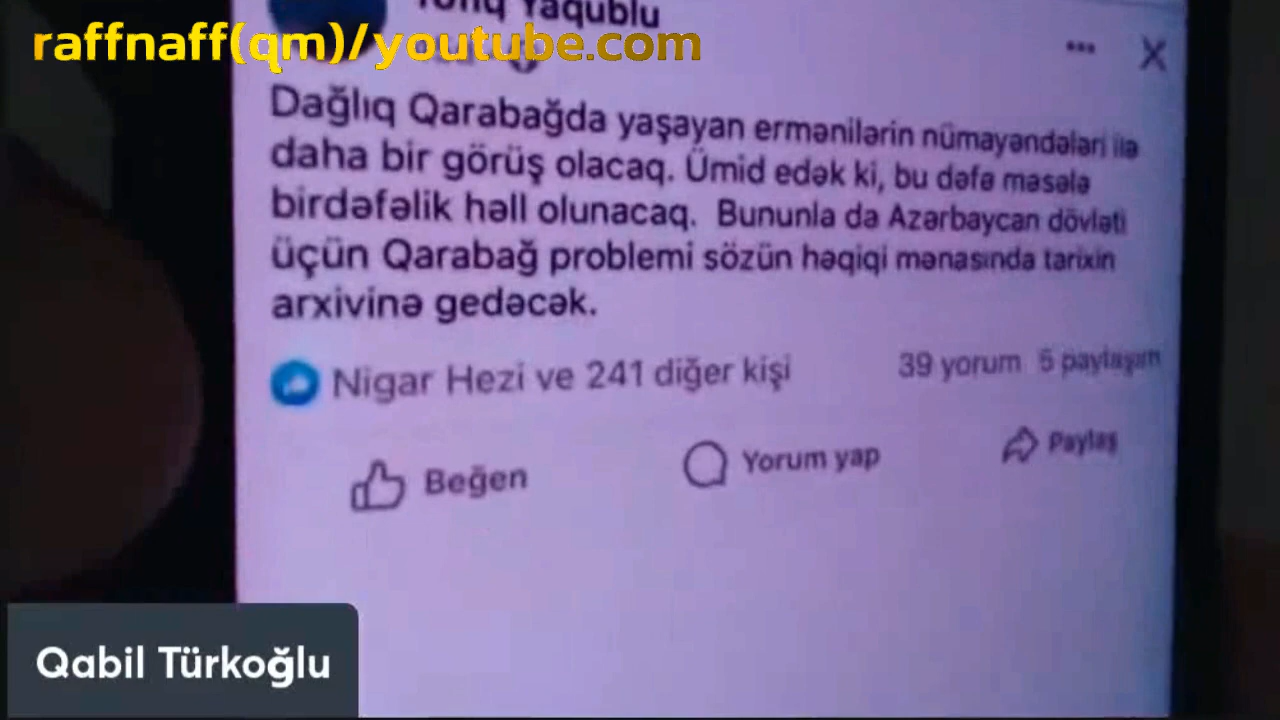 Tofiq Yaqublu
raffnaff(qm)/youtube.com
Dağlıq Qarabağda yaşayan ermənilərin nümayəndələri ilə
daha bir görüş olacaq. Ümid edək ki, bu dəfə məsələ
birdəfəlik həll olunacaq. Bununla da Azərbaycan dövləti
üçün Qarabağ problemi sözün həqiqi mənasında tarixin
arxivinə gedəcək.
Nigar Hezi ve 241 diğer kişi 39 yorum 5 paylaşım
Beğen Yorum yap Paylaş
Qabil Türkoğlu